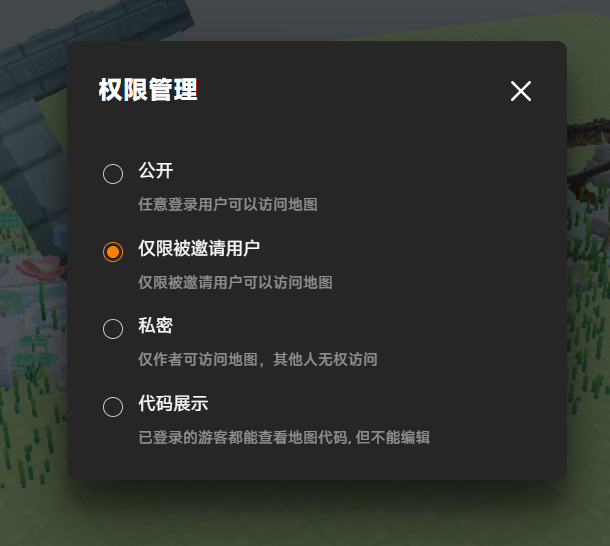 权限管理
公开
任意登录用户可以访问地图
仅限被邀请用户
仅限被邀请用户可以访问地图
私密
仅作者可访问地图，其他人无权访问
代码展示
已登录的游客都能查看地图代码, 但不能编辑